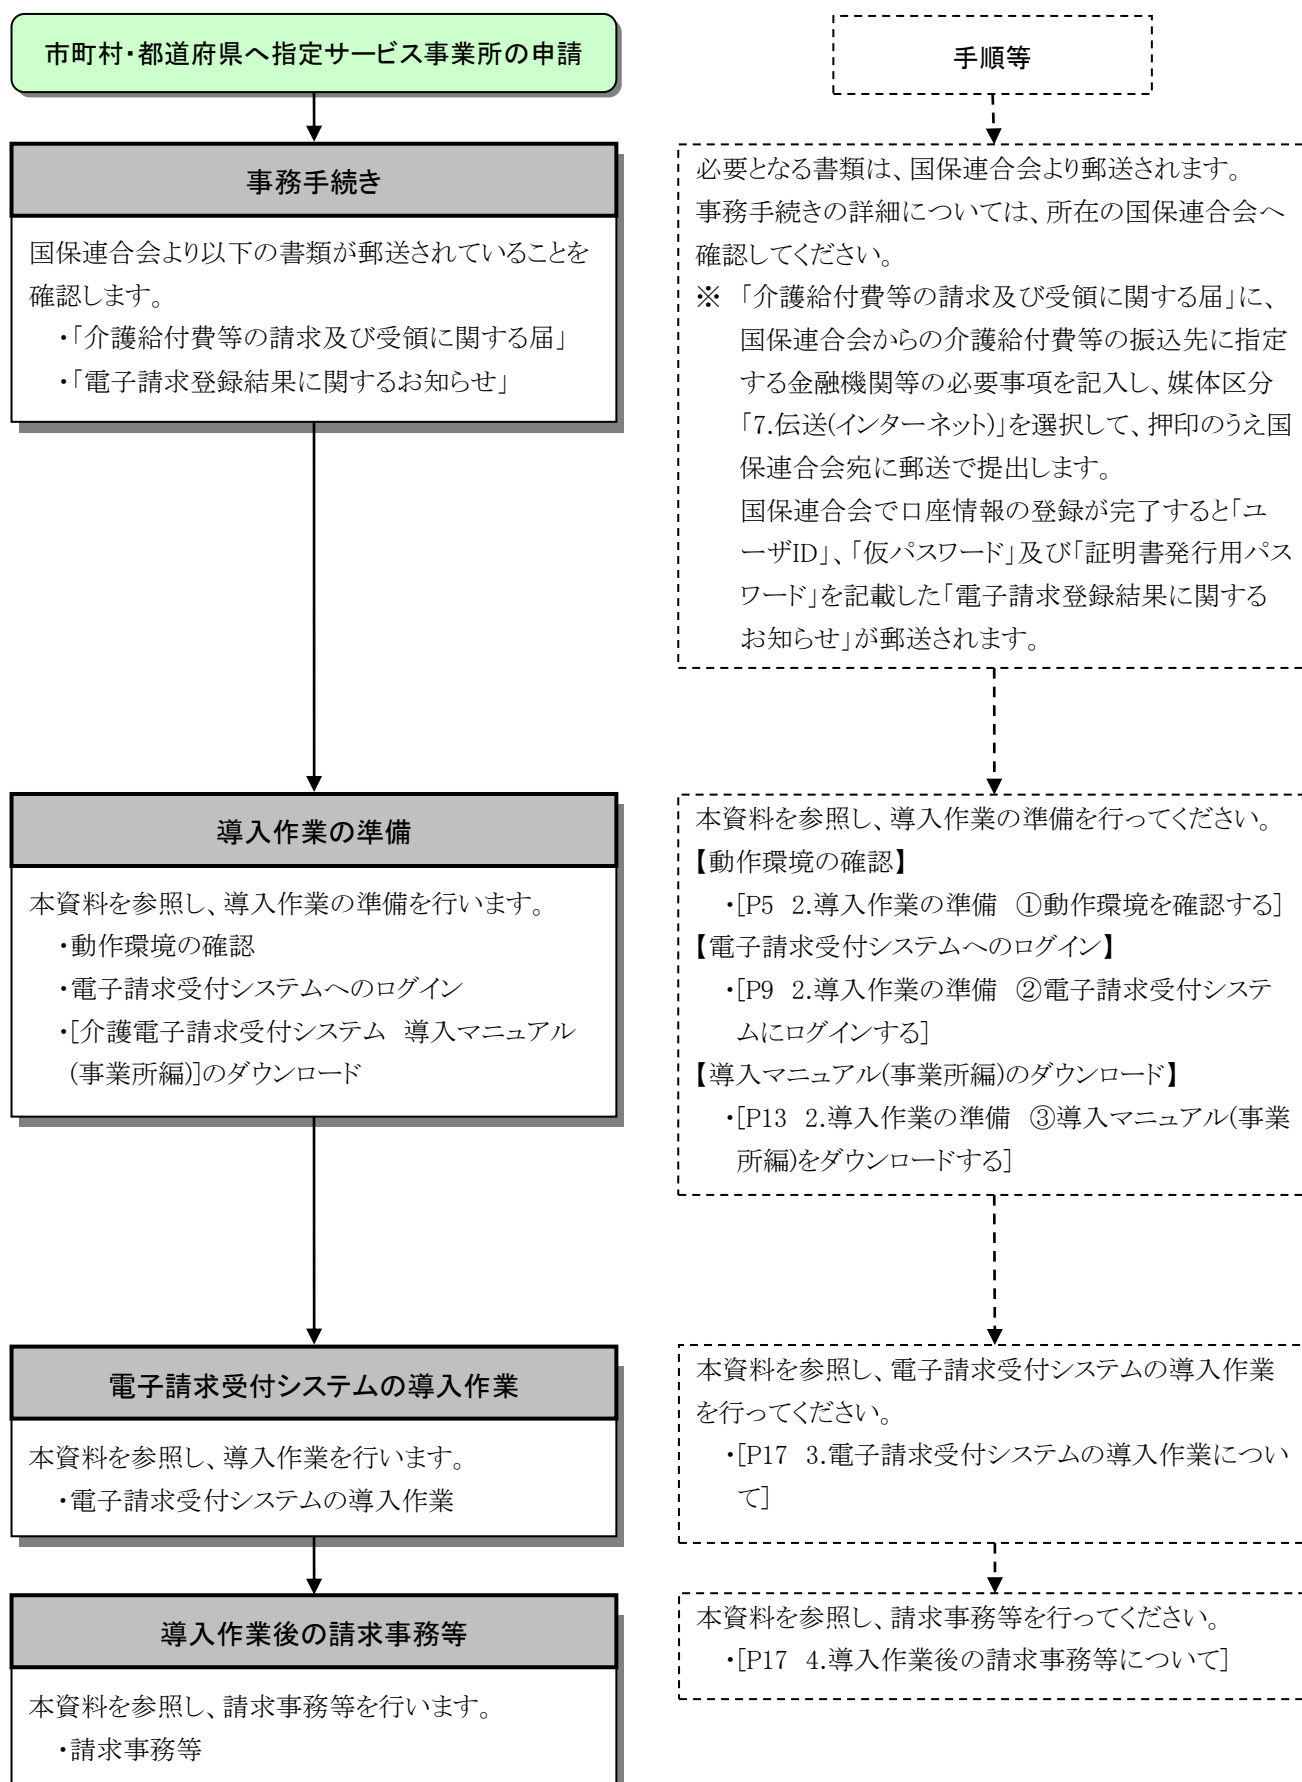 市町村・都道府県へ指定サービス事業所の申請
手順等
事務手続き
国保連合会より以下の書類が郵送されていることを
確認します。
・「介護給付費等の請求及び受領に関する届」
・「電子請求登録結果に関するお知らせ」
必要となる書類は、国保連合会より郵送されます。
事務手続きの詳細については、所在の国保連合会へ
確認してください。
※ 「介護給付費等の請求及び受領に関する届」に、
国保連合会からの介護給付費等の振込先に指定
する金融機関等の必要事項を記入し、媒体区分
「7.伝送(インターネット)」を選択して、押印のうえ国
保連合会宛に郵送で提出します。
国保連合会で口座情報の登録が完了すると「ユ
ーザID」、「仮パスワード」及び「証明書発行用パス
ワード」を記載した「電子請求登録結果に関する
お知らせ」が郵送されます。
導入作業の準備
本資料を参照し、導入作業の準備を行います。
・動作環境の確認
・電子請求受付システムへのログイン
・[介護電子請求受付システム 導入マニュアル
(事業所編)]のダウンロード
本資料を参照し、導入作業の準備を行ってください。
【動作環境の確認】
・[P5 2.導入作業の準備 ①動作環境を確認する]
【電子請求受付システムへのログイン】
・[P9 2.導入作業の準備 ②電子請求受付システ
ムにログインする]
【導入マニュアル(事業所編)のダウンロード】
・[P13 2.導入作業の準備 ③導入マニュアル(事業
所編)をダウンロードする]
電子請求受付システムの導入作業
本資料を参照し、導入作業を行います。
・電子請求受付システムの導入作業
本資料を参照し、電子請求受付システムの導入作業
を行ってください。
・[P17 3.電子請求受付システムの導入作業につい
て]
導入作業後の請求事務等
本資料を参照し、請求事務等を行います。
・請求事務等
本資料を参照し、請求事務等を行ってください。
・[P17 4.導入作業後の請求事務等について]